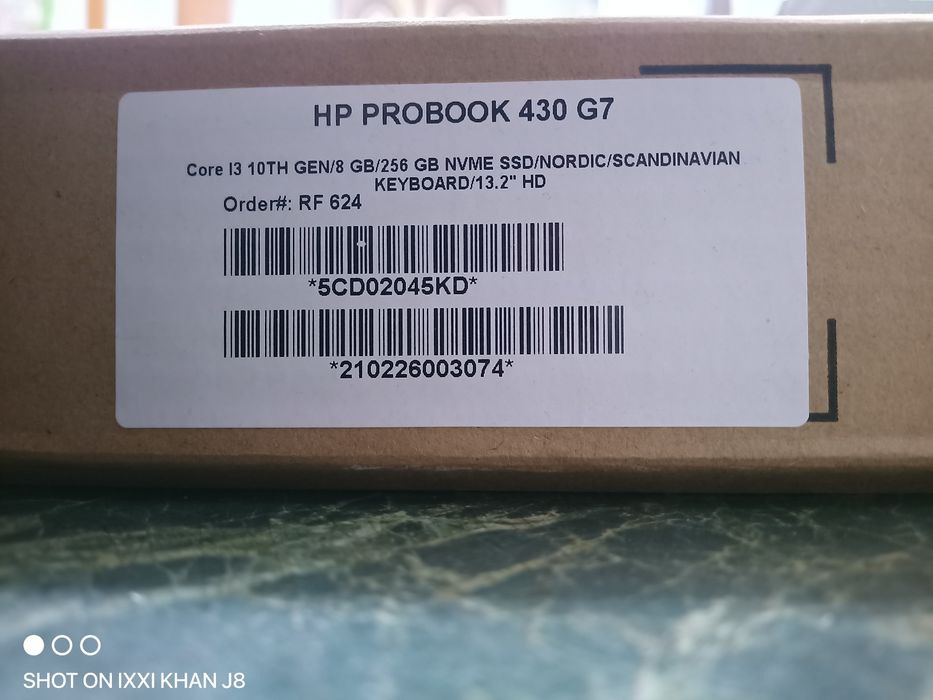 HP PROBOOK 430 G7
Core I3 10TH GEN/8 GB/256 GB NVME SSD/NORDIC/SCANDINAVIAN
KEYBOARD/13.2" HD
Order#: RF 624
*5CD02045KD*
*210226003074*
SHOT ON IXXI KHAN J8